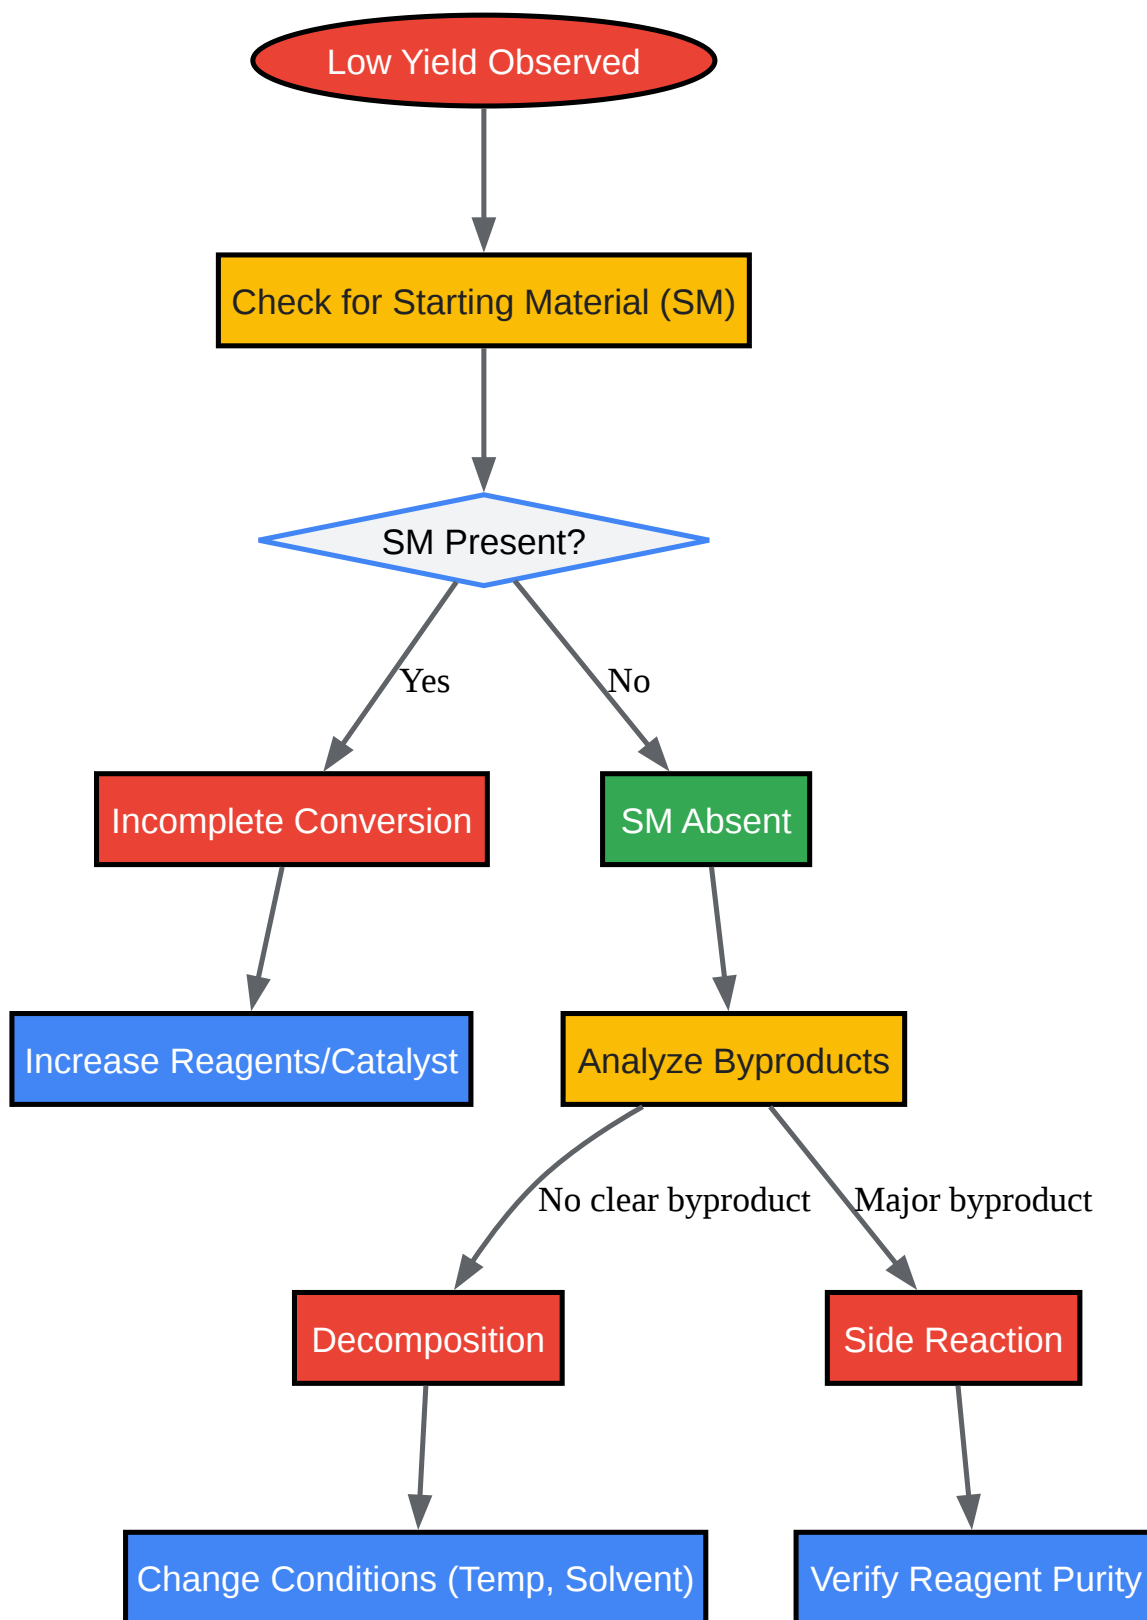 Low Yield Observed
Check for Starting Material (SM)
SM Present?
Yes
No
Incomplete Conversion
SM Absent
Increase Reagents/Catalyst
Analyze Byproducts
No clear byproduct
Major byproduct
Decomposition
Side Reaction
Change Conditions (Temp, Solvent)
Verify Reagent Purity